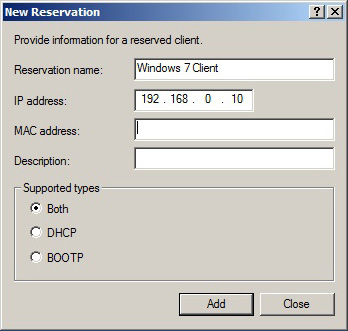 New Reservation
Provide information for a reserved client.
Reservation name: Windows 7 Client
IP address: 192 . 168 . 0 . 10
MAC address:
Description:
Supported types
Both
DHCP
BOOTP
Add Close